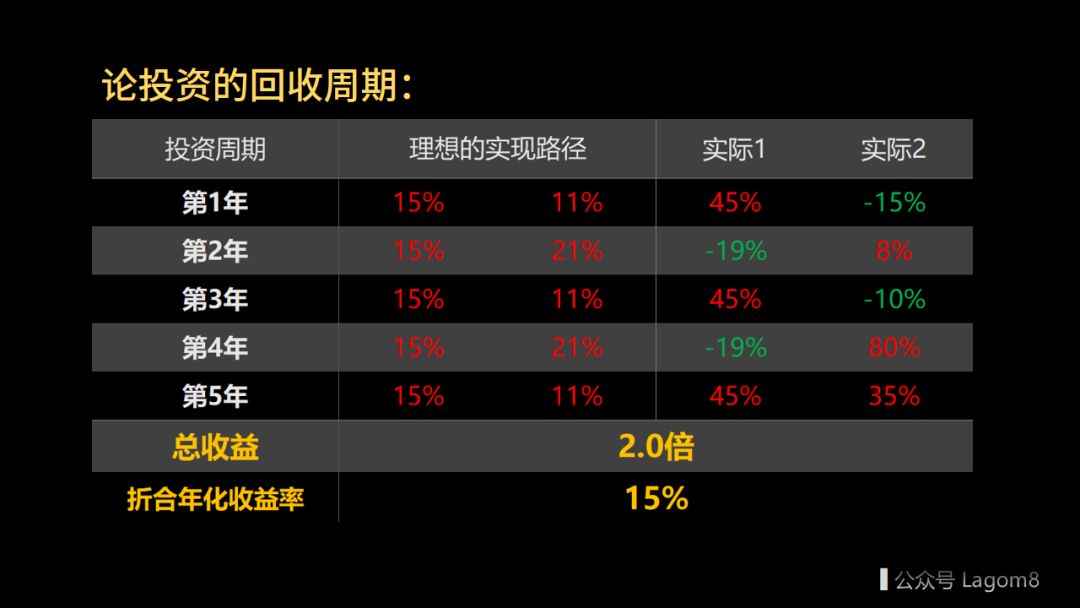 论投资的回收周期：
投资周期 理想的实现路径 实际1 实际2
第1年 15% 11% 45% -15%
第2年 15% 21% -19% 8%
第3年 15% 11% 45% -10%
第4年 15% 21% -19% 80%
第5年 15% 11% 45% 35%
总收益 2.0倍
折合年化收益率 15%
公众号 Lagom8